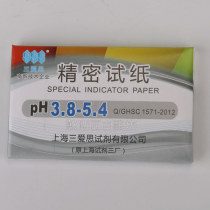 精密试纸
SPECIAL INDICATOR PAPER
pH 3.8-5.4 Q/GHSC 1571-2012
上海三爱思试剂有限公司
(原上海试剂三厂)